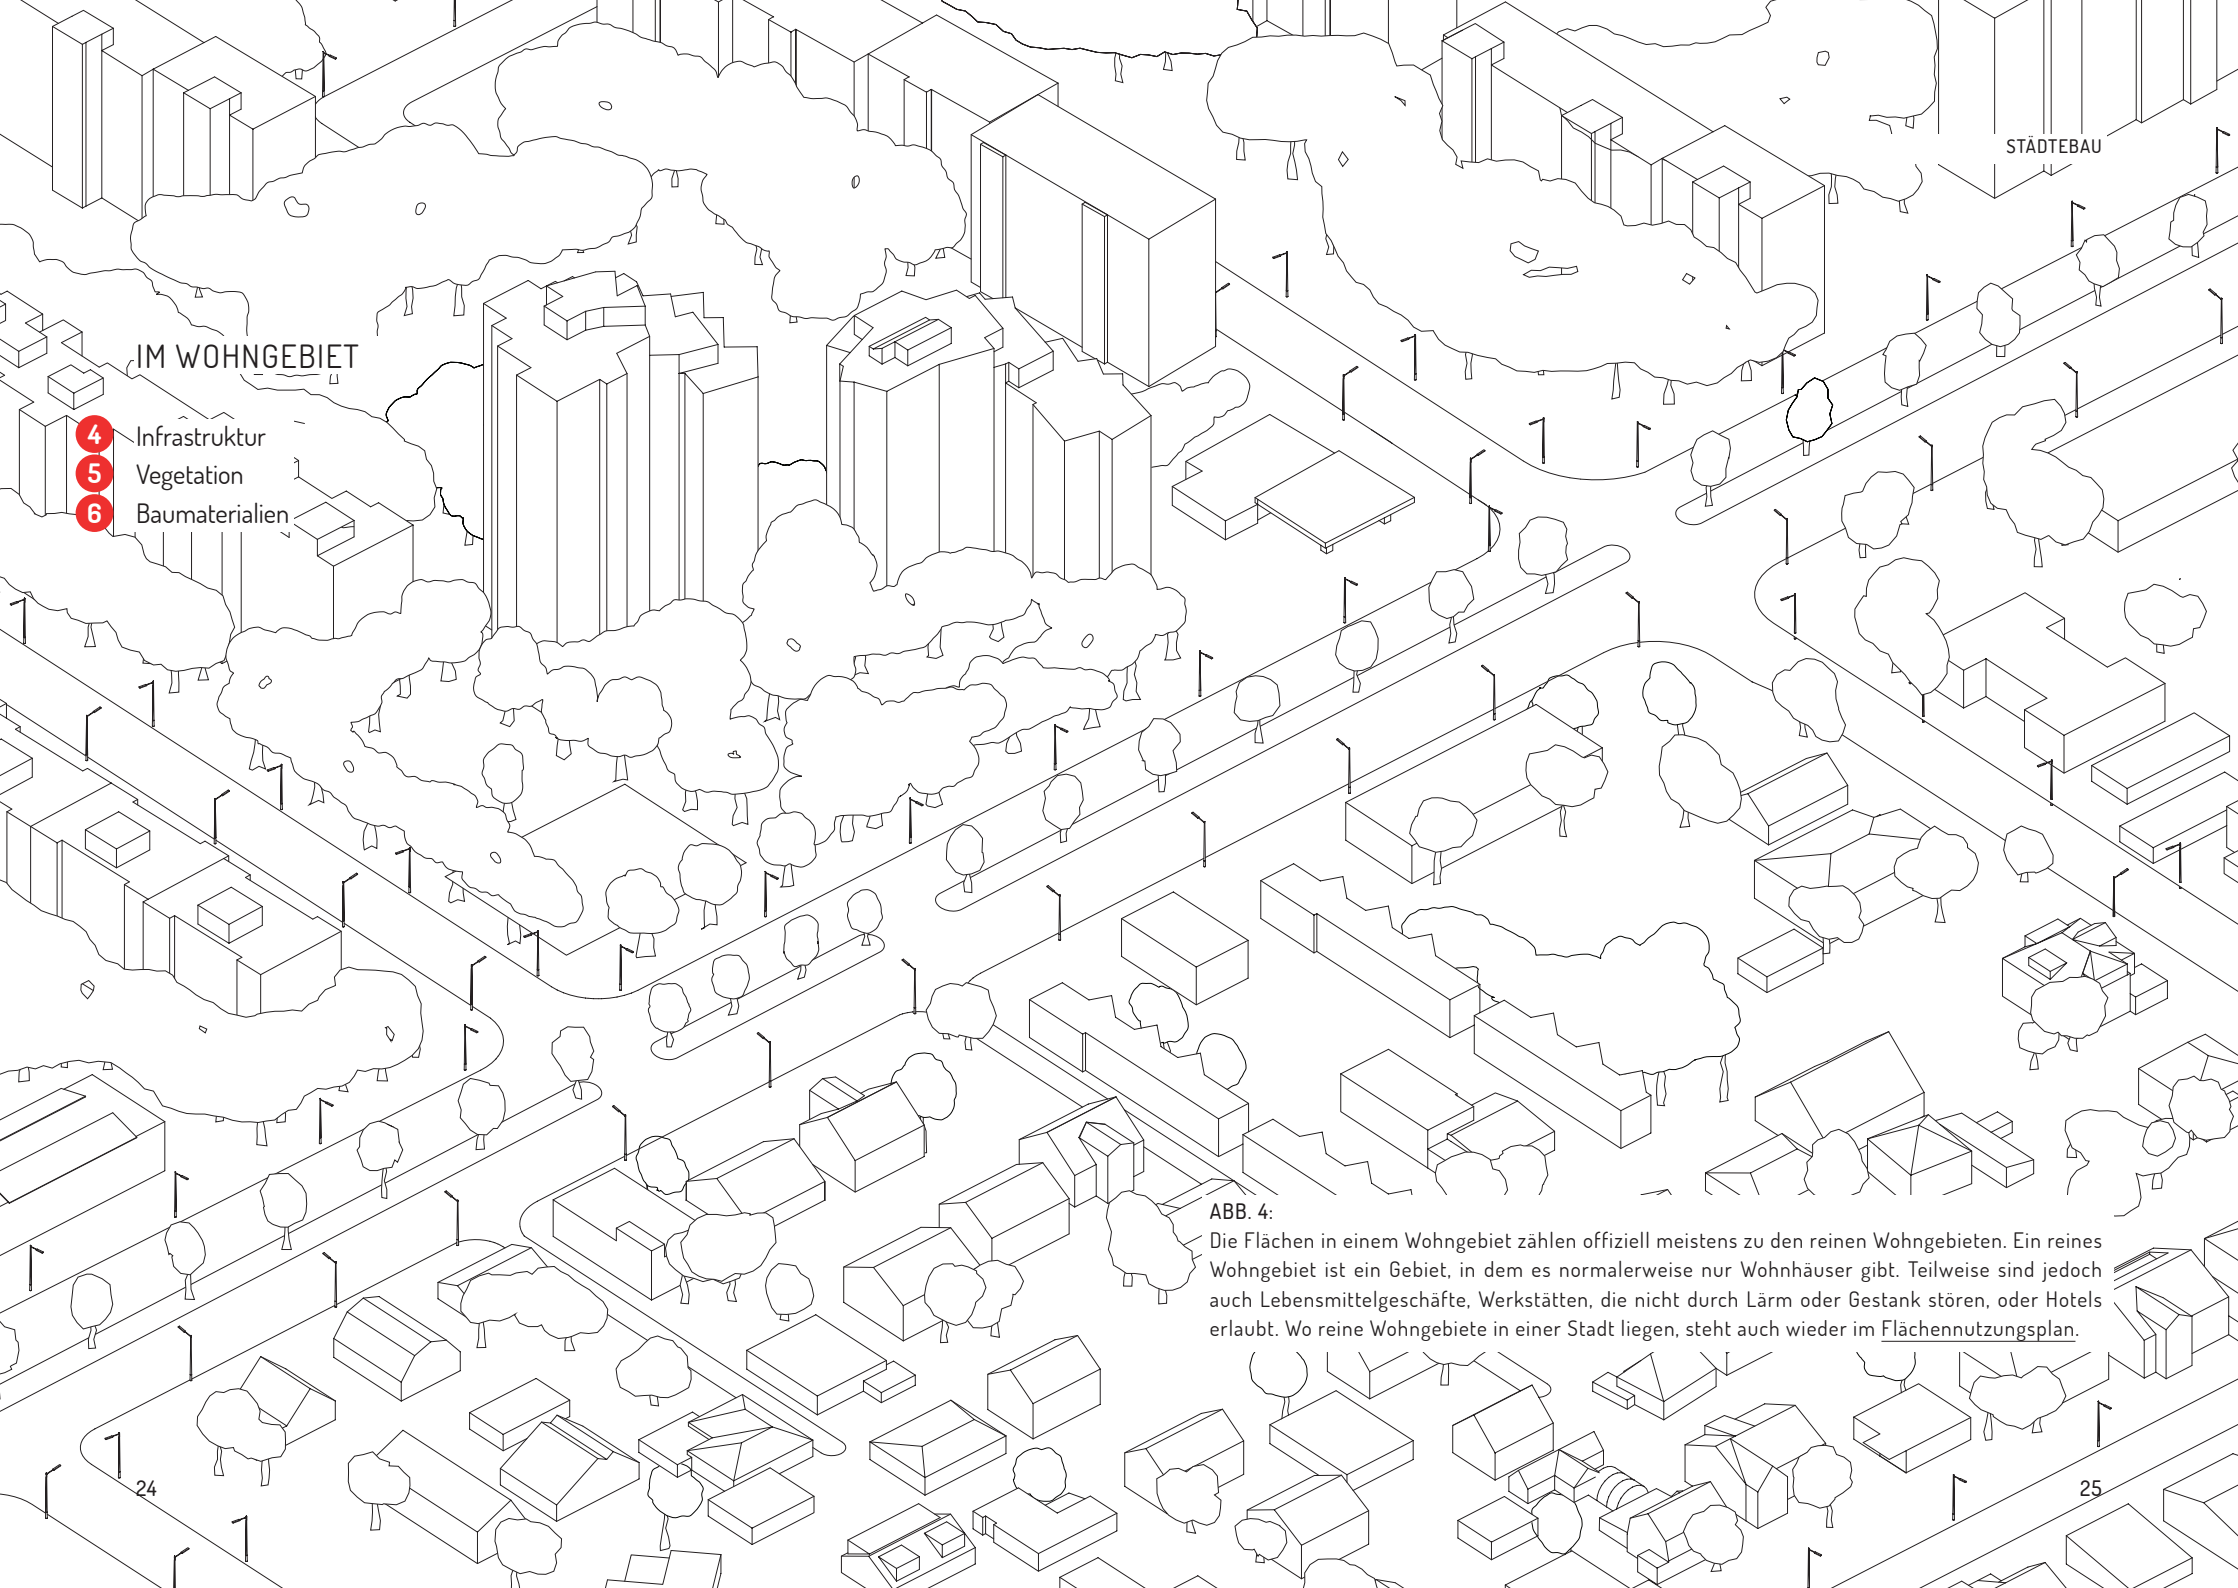 STÄDTEBAU
IM WOHNGEBIET
4 Infrastruktur
5 Vegetation
6 Baumaterialien
ABB. 4:
Die Flächen in einem Wohngebiet zählen offiziell meistens zu den reinen Wohngebieten. Ein reines
Wohngebiet ist ein Gebiet, in dem es normalerweise nur Wohnhäuser gibt. Teilweise sind jedoch
auch Lebensmittelgeschäfte, Werkstätten, die nicht durch Lärm oder Gestank stören, oder Hotels
erlaubt. Wo reine Wohngebiete in einer Stadt liegen, steht auch wieder im Flächennutzungsplan.
24
25